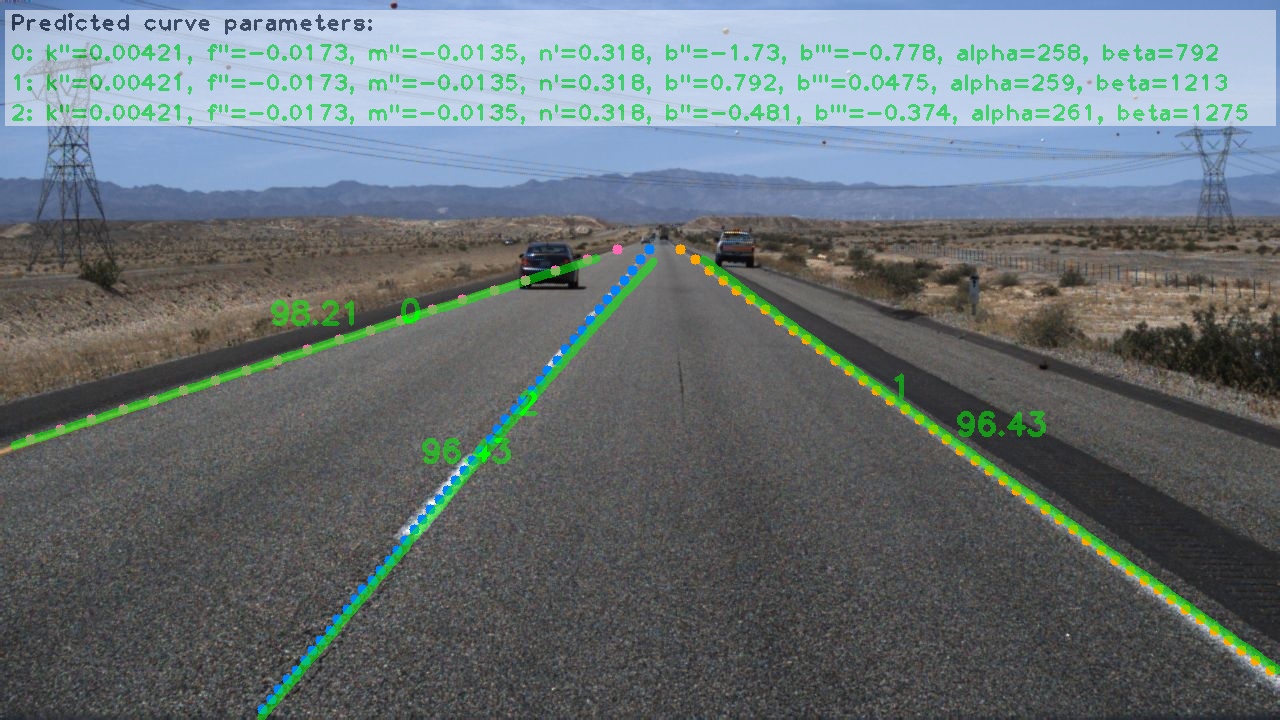 Predicted curve parameters:
0: k''=0.00421, f''=-0.0173, m''=-0.0135, n'=0.318, b''=-1.73, b'''=-0.778, alpha=258, beta=792
1: k''=0.00421, f''=-0.0173, m''=-0.0135, n'=0.318, b''=0.792, b'''=0.0475, alpha=259, beta=1213
2: k''=0.00421, f''=-0.0173, m''=-0.0135, n'=0.318, b''=-0.481, b'''=-0.374, alpha=261, beta=1275
98.21 0
1
2
96.43
96.43